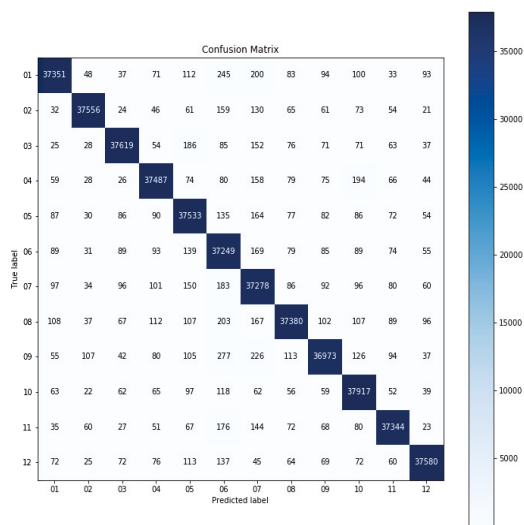 Confusion Matrix
01 37351 48 37 71 112 245 200 83 94 100 33 93
02 32 37556 24 46 61 159 130 65 61 73 54 21
03 25 28 37619 54 186 85 152 76 71 71 63 37
04 59 28 26 37487 74 80 158 79 75 194 66 44
05 87 30 86 90 37533 135 164 77 82 86 72 54
06 89 31 89 93 139 37249 169 79 85 89 74 55
07 97 34 96 101 150 183 37278 86 92 96 80 60
08 108 37 67 112 107 203 167 37380 102 107 89 96
09 55 107 42 80 105 277 226 113 36973 126 94 37
10 63 22 62 65 97 118 62 56 59 37917 52 39
11 35 60 27 51 67 176 144 72 68 80 37344 23
12 72 25 72 76 113 137 45 64 69 72 60 37580
01 02 03 04 05 06 07 08 09 10 11 12
Predicted label
True label
35000
30000
25000
20000
15000
10000
5000